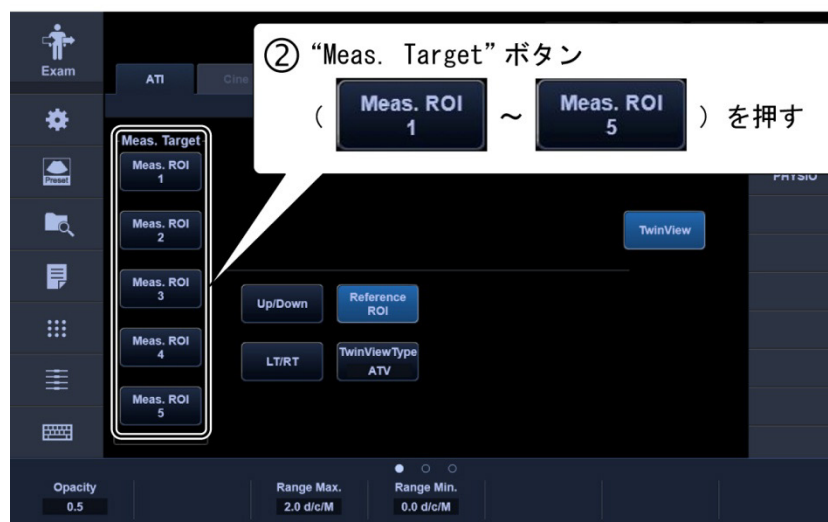 Exam
ATI
Cine
② “Meas. Target”ボタン
( Meas. ROI 1 ～ Meas. ROI 5 ) を押す
Preset
Meas. Target
Meas. ROI
1
Meas. ROI
2
Meas. ROI
3
Meas. ROI
4
Meas. ROI
5
PHYSIO
TwinView
Up/Down
Reference
ROI
LT/RT
TwinViewType
ATV
Opacity
0.5
Range Max.
2.0 d/c/M
Range Min.
0.0 d/c/M